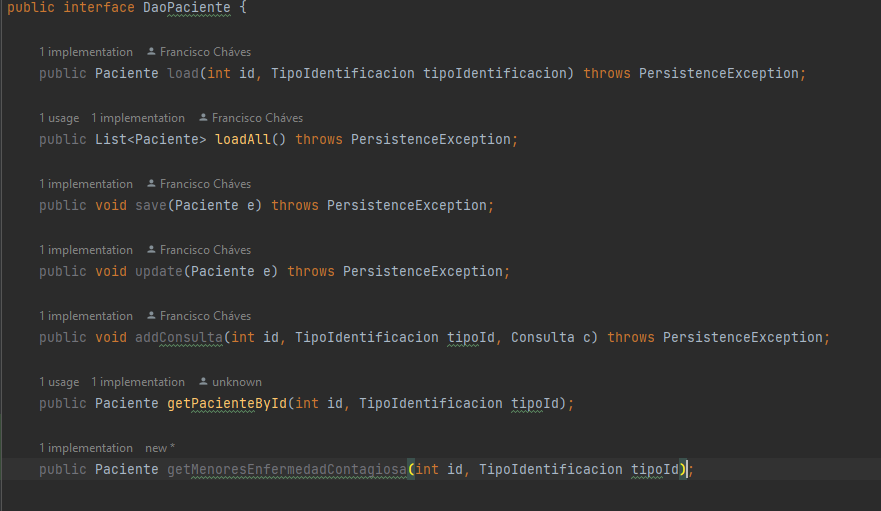 public interface DaoPaciente {
1 implementation Francisco Cháves
public Paciente load(int id, TipoIdentificacion tipoIdentificacion) throws PersistenceException;
1 usage 1 implementation Francisco Cháves
public List<Paciente> loadAll() throws PersistenceException;
1 implementation Francisco Cháves
public void save(Paciente e) throws PersistenceException;
1 implementation Francisco Cháves
public void update(Paciente e) throws PersistenceException;
1 implementation Francisco Cháves
public void addConsulta(int id, TipoIdentificacion tipoId, Consulta c) throws PersistenceException;
1 usage 1 implementation unknown
public Paciente getPacienteById(int id, TipoIdentificacion tipoId);
1 implementation new *
public Paciente getMenoresEnfermedadContagiosa(int id, TipoIdentificacion tipoId);